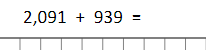 2,091 + 939 =